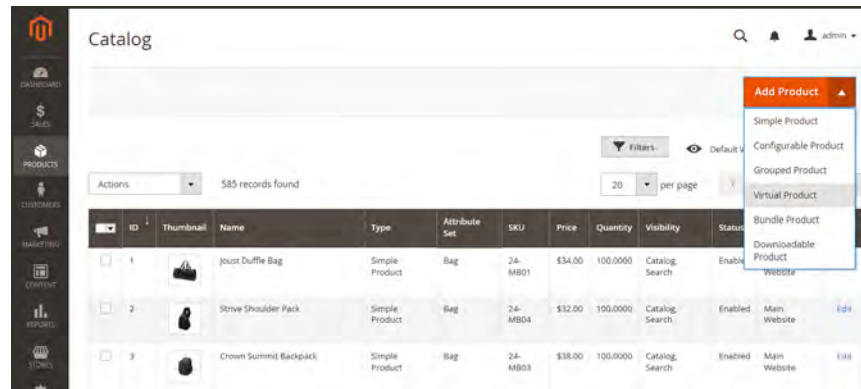 Catalog
admin
DASHBOARD
$
SALES
PRODUCTS
CUSTOMERS
MARKETING
CONTENT
REPORTS
STORES
Add Product
Simple Product
Configurable Product
Grouped Product
Virtual Product
Bundle Product
Downloadable
Product
Filters
Default V
Actions
585 records found
20
per page
ID ↓ Thumbnail Name Type Attribute Set SKU Price Quantity Visibility Status
1 Joust Duffle Bag Simple Product Bag 24-MB01 $34.00 100.0000 Catalog, Search Enable Website
2 Strive Shoulder Pack Simple Product Bag 24-MB04 $32.00 100.0000 Catalog, Search Enabled Main Website Edit
3 Crown Summit Backpack Simple Product Bag 24-MB03 $38.00 100.0000 Catalog, Search Enabled Main Website Edit